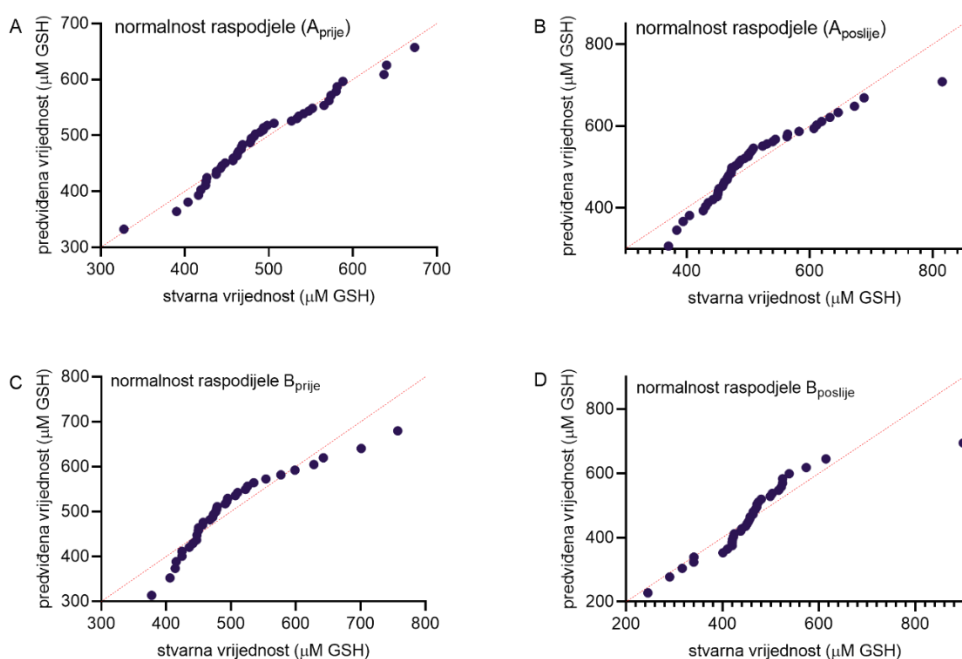 A
normalnost raspodjele (Aprije)
700
600
500
400
300
predviđena vrijednost (μM GSH)
300 400 500 600 700
stvarna vrijednost (μM GSH)
B
normalnost raspodjele (Aposlije)
800
600
400
predviđena vrijednost (μM GSH)
400 600 800
stvarna vrijednost (μM GSH)
C
normalnost raspodijele Bprije
800
700
600
500
400
300
predviđena vrijednost (μM GSH)
300 400 500 600 700 800
stvarna vrijednost (μM GSH)
D
normalnost raspodijele Bposlije
800
600
400
200
predviđena vrijednost (μM GSH)
200 400 600 800
stvarna vrijednost (μM GSH)